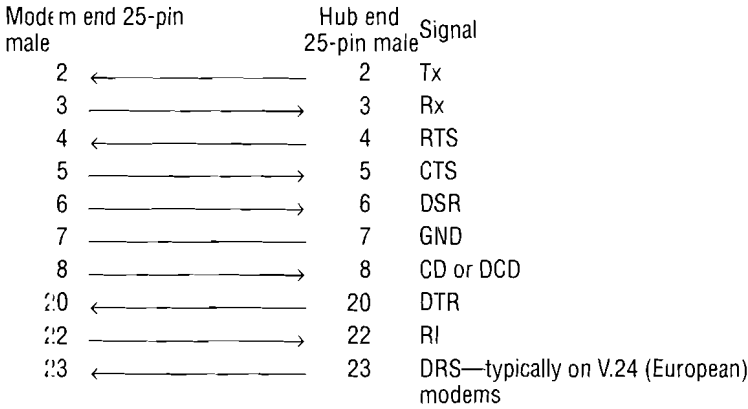 Modem end 25-pin male Hub end 25-pin male Signal
2 2 Tx
3 3 Rx
4 4 RTS
5 5 CTS
6 6 DSR
7 7 GND
8 8 CD or DCD
20 20 DTR
22 22 RI
23 23 DRS—typically on V.24 (European)
modems